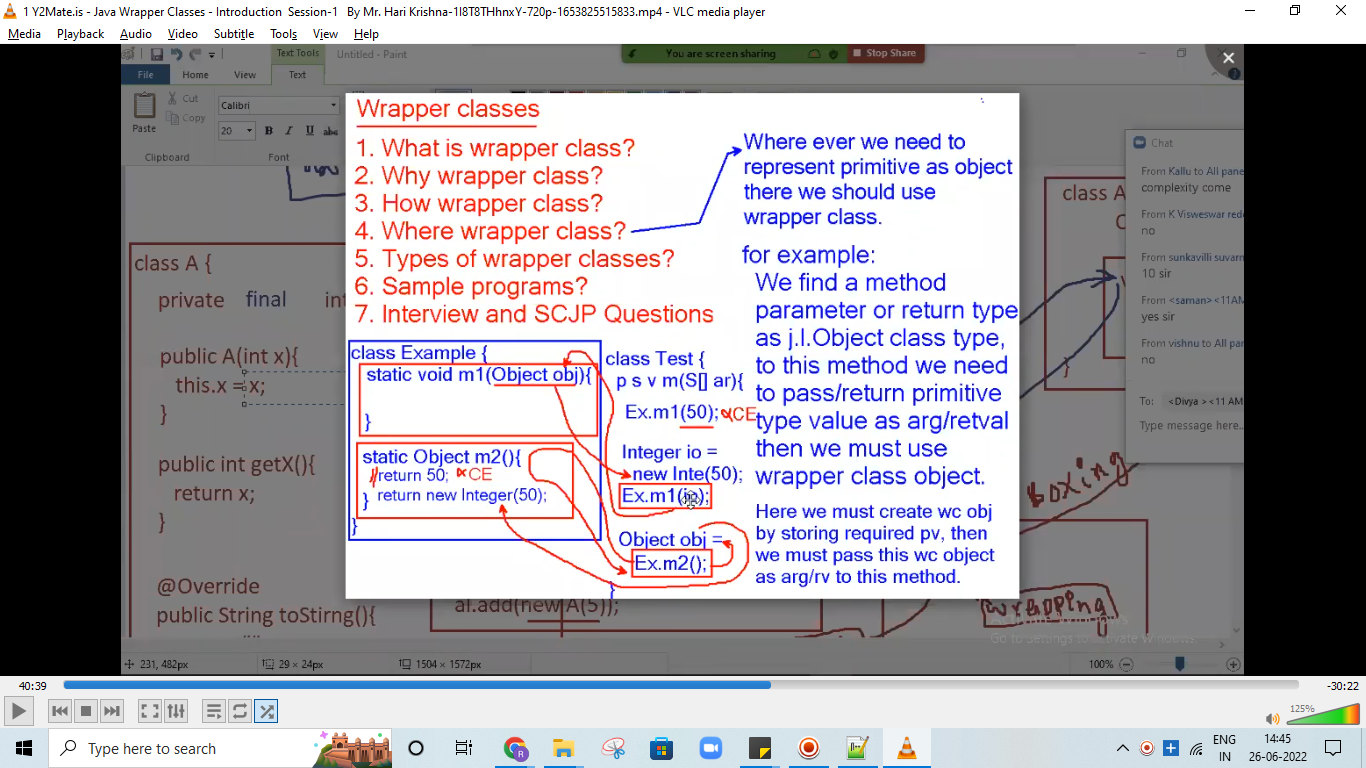 1 Y2Mate.is - Java Wrapper Classes - Introduction Session-1 By Mr. Hari Krishna-1I8T8THhnxY-720p-1653825515833.mp4 - VLC media player
Media Playback Audio Video Subtitle Tools View Help
Text Tools
Untitled - Paint
You are screen sharing
Stop Share
File Home View Text
Paste
Cut
Copy
Clipboard
Calibri
20
B I U abc
Font
Wrapper classes
1. What is wrapper class?
2. Why wrapper class?
3. How wrapper class?
4. Where wrapper class?
5. Types of wrapper classes?
6. Sample programs?
7. Interview and SCJP Questions
Where ever we need to
represent primitive as object
there we should use
wrapper class.
for example:
We find a method
parameter or return type
as j.l.Object class type,
to this method we need
to pass/return primitive
type value as arg/retval
then we must use
wrapper class object.
Here we must create wc obj
by storing required pv, then
we must pass this wc object
as arg/rv to this method.
class Example {
static void m1(Object obj){
}
static Object m2(){
//return 50; CE
return new Integer(50);
}
}
class Test {
p s v m(S[] ar){
Ex.m1(50); CE
Integer io =
new Inte(50);
Ex.m1(io);
Object obj =
Ex.m2();
}
class A {
private final int
public A(int x){
this.x = x;
}
public int getX(){
return x;
}
@Override
public String toStirng(){
al.add(new A(5));
class A
}
Boxing
wrapping
Chat
From Kallu to All pane
complexity come
From K Visweswar redd
no
From sunkavilli suvarn
10 sir
From <saman><11AM
yes sir
From vishnu to All par
no
To: <Divya > <11 AM
Type message here..
Activate Windows
Go to Settings to activate Windows.
231, 482px
29 × 24px
1504 × 1572px
100%
40:39
-30:22
125%
Type here to search
ENG
IN
14:45
26-06-2022